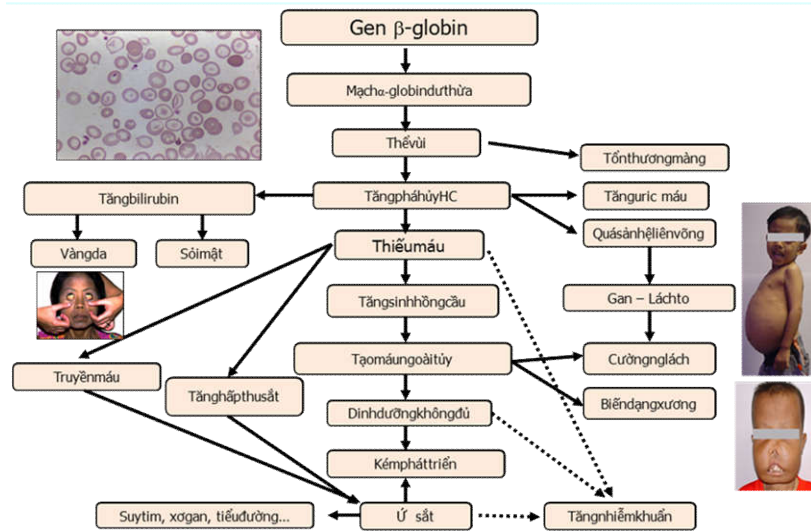 Gen β-globin
Mạchα-globindưthừa
Thểvùi
Tổnthươngmàng
Tăngbilirubin
TăngpháhủyHC
Tănguric máu
Vàngda
Sỏimật
Thiếumáu
Quásảnhệliênvõng
Tăngsinhhồngcầu
Gan – Láchto
Truyềnmáu
Tănghấpthusắt
Tạomáungoàitủy
Cườngnglách
Dinhdưỡngkhôngđủ
Biếndạngxương
Kémpháttriển
Suytim, xơgan, tiểuđường...
Ứ sắt
Tăngnhiễmkhuẩn